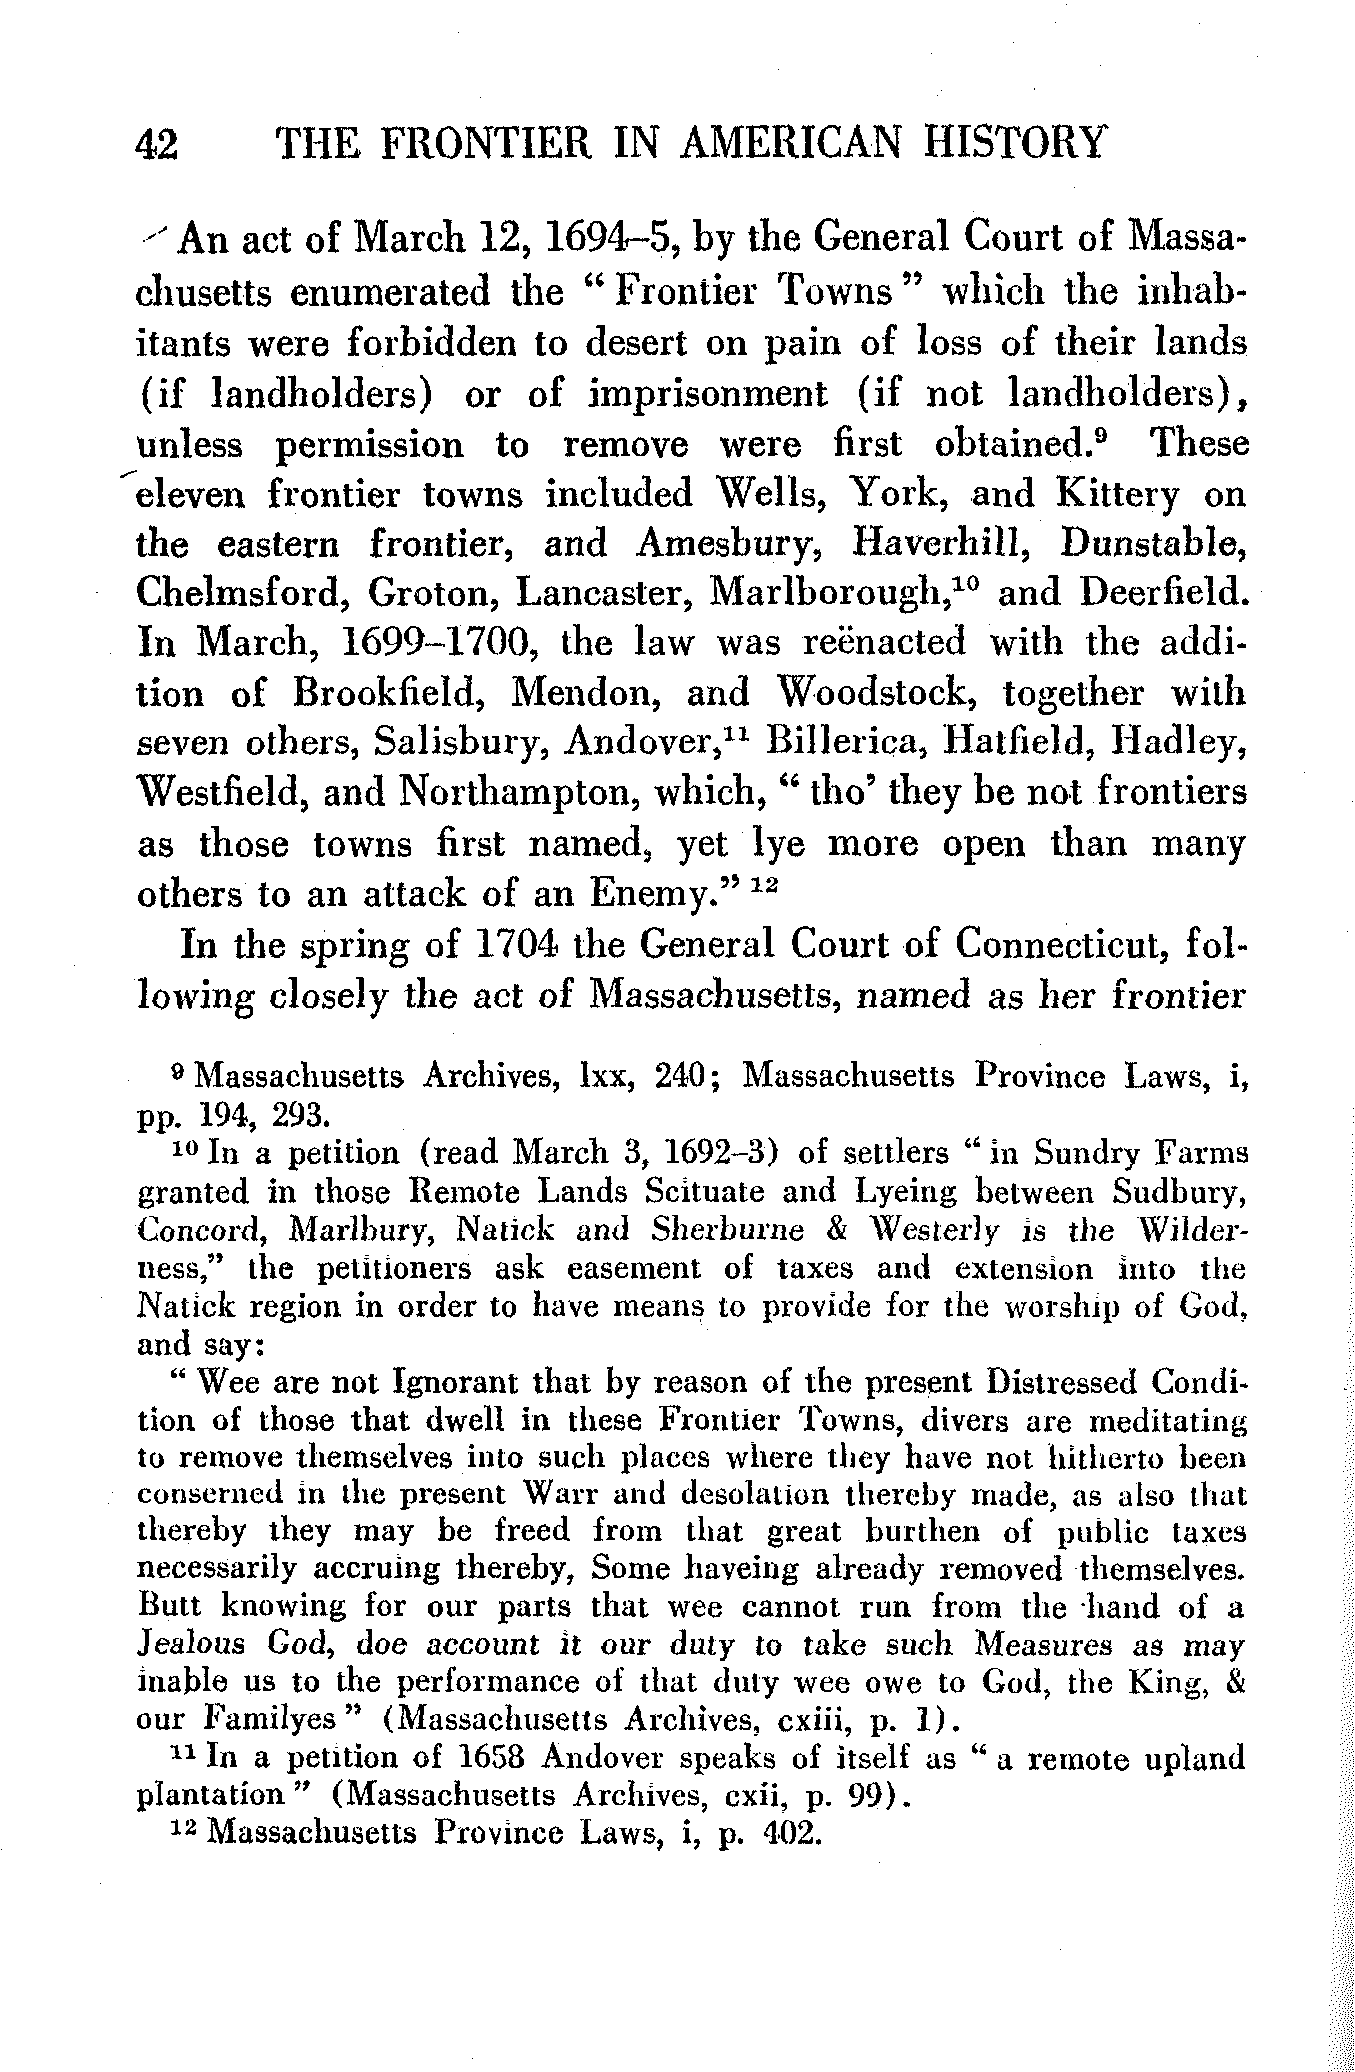 42 THE FRONTIER IN AMERICAN HISTORY
An act of March 12, 1694–5, by the General Court of Massa-
chusetts enumerated the “ Frontier Towns ” which the inhab-
itants were forbidden to desert on pain of loss of their lands
(if landholders) or of imprisonment (if not landholders),
unless permission to remove were first obtained.⁹ These
eleven frontier towns included Wells, York, and Kittery on
the eastern frontier, and Amesbury, Haverhill, Dunstable,
Chelmsford, Groton, Lancaster, Marlborough,¹⁰ and Deerfield.
In March, 1699–1700, the law was reënacted with the addi-
tion of Brookfield, Mendon, and Woodstock, together with
seven others, Salisbury, Andover,¹¹ Billerica, Hatfield, Hadley,
Westfield, and Northampton, which, “ tho’ they be not frontiers
as those towns first named, yet lye more open than many
others to an attack of an Enemy.” ¹²
In the spring of 1704 the General Court of Connecticut, fol-
lowing closely the act of Massachusetts, named as her frontier
⁹ Massachusetts Archives, lxx, 240; Massachusetts Province Laws, i,
pp. 194, 293.
¹⁰ In a petition (read March 3, 1692–3) of settlers “ in Sundry Farms
granted in those Remote Lands Scituate and Lyeing between Sudbury,
Concord, Marlbury, Natick and Sherburne & Westerly is the Wilder-
ness,” the petitioners ask easement of taxes and extension into the
Natick region in order to have means to provide for the worship of God,
and say:
“ Wee are not Ignorant that by reason of the present Distressed Condi-
tion of those that dwell in these Frontier Towns, divers are meditating
to remove themselves into such places where they have not hitherto been
conserned in the present Warr and desolation thereby made, as also that
thereby they may be freed from that great burthen of public taxes
necessarily accruing thereby, Some haveing already removed themselves.
Butt knowing for our parts that wee cannot run from the hand of a
Jealous God, doe account it our duty to take such Measures as may
inable us to the performance of that duty wee owe to God, the King, &
our Familyes ” (Massachusetts Archives, cxiii, p. 1).
¹¹ In a petition of 1658 Andover speaks of itself as “ a remote upland
plantation ” (Massachusetts Archives, cxii, p. 99).
¹² Massachusetts Province Laws, i, p. 402.